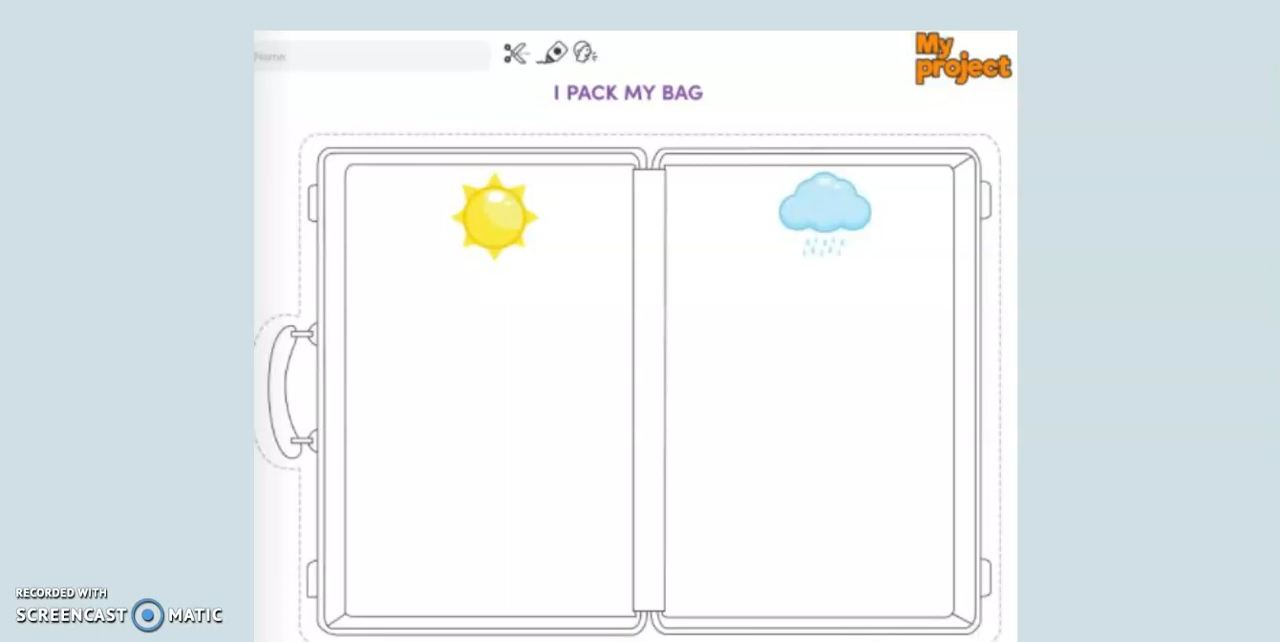 Name:
My
project
I PACK MY BAG
RECORDED WITH
SCREENCAST MATIC